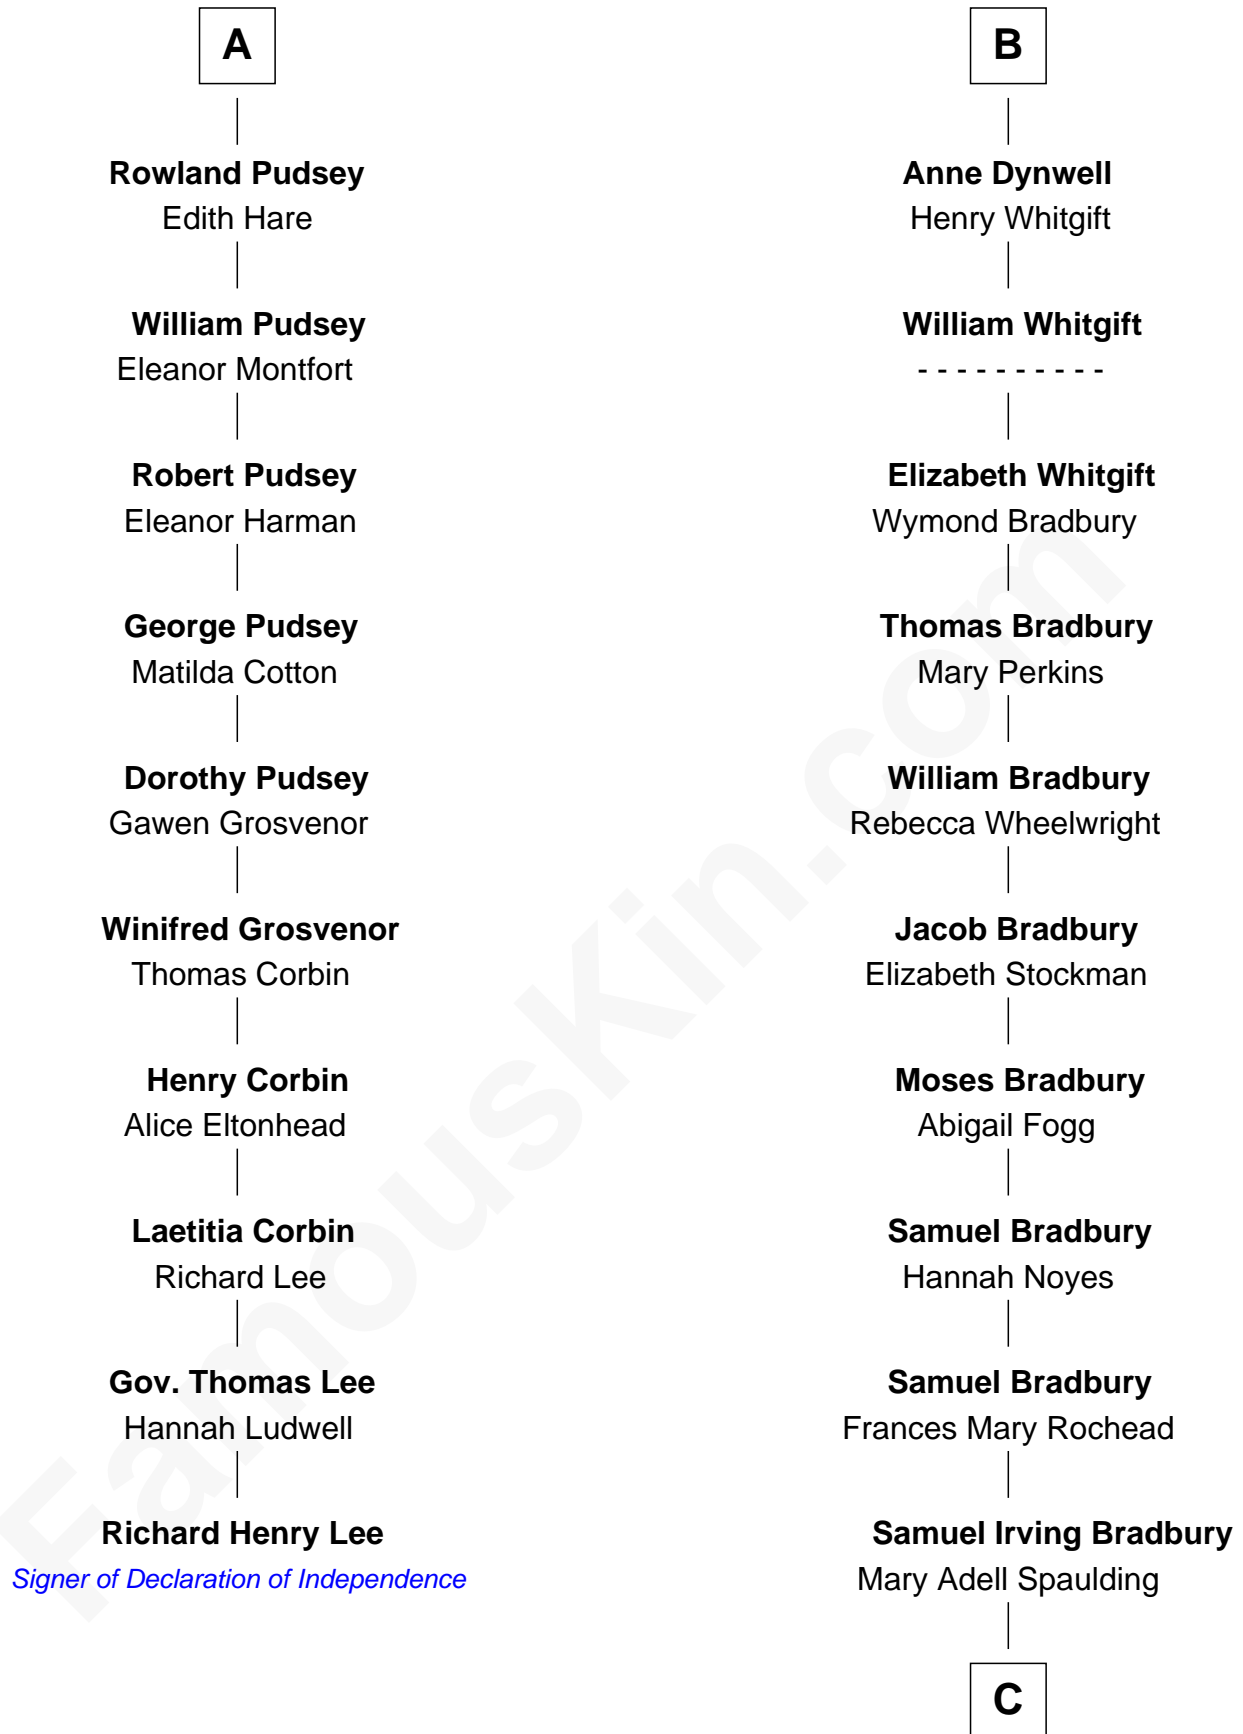 A
Rowland Pudsey
Edith Hare
William Pudsey
Eleanor Montfort
Robert Pudsey
Eleanor Harman
George Pudsey
Matilda Cotton
Dorothy Pudsey
Gawen Grosvenor
Winifred Grosvenor
Thomas Corbin
Henry Corbin
Alice Eltonhead
Laetitia Corbin
Richard Lee
Gov. Thomas Lee
Hannah Ludwell
Richard Henry Lee
Signer of Declaration of Independence
B
Anne Dynwell
Henry Whitgift
William Whitgift
- - - - - - - - - -
Elizabeth Whitgift
Wymond Bradbury
Thomas Bradbury
Mary Perkins
William Bradbury
Rebecca Wheelwright
Jacob Bradbury
Elizabeth Stockman
Moses Bradbury
Abigail Fogg
Samuel Bradbury
Hannah Noyes
Samuel Bradbury
Frances Mary Rochead
Samuel Irving Bradbury
Mary Adell Spaulding
C
FamousKin.com